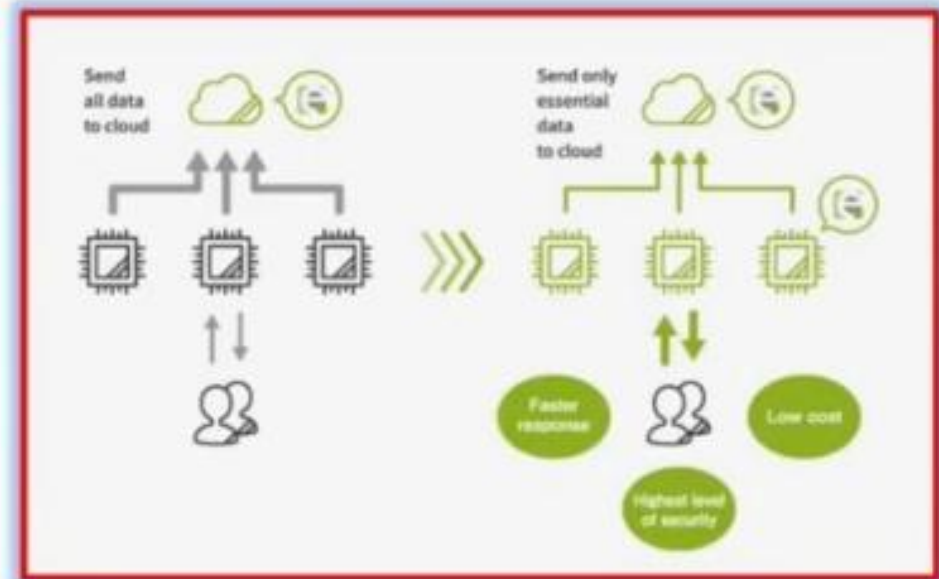 Send
all data
to cloud
Send only
essential
data
to cloud
Faster
response
Low cost
Highest level
of security